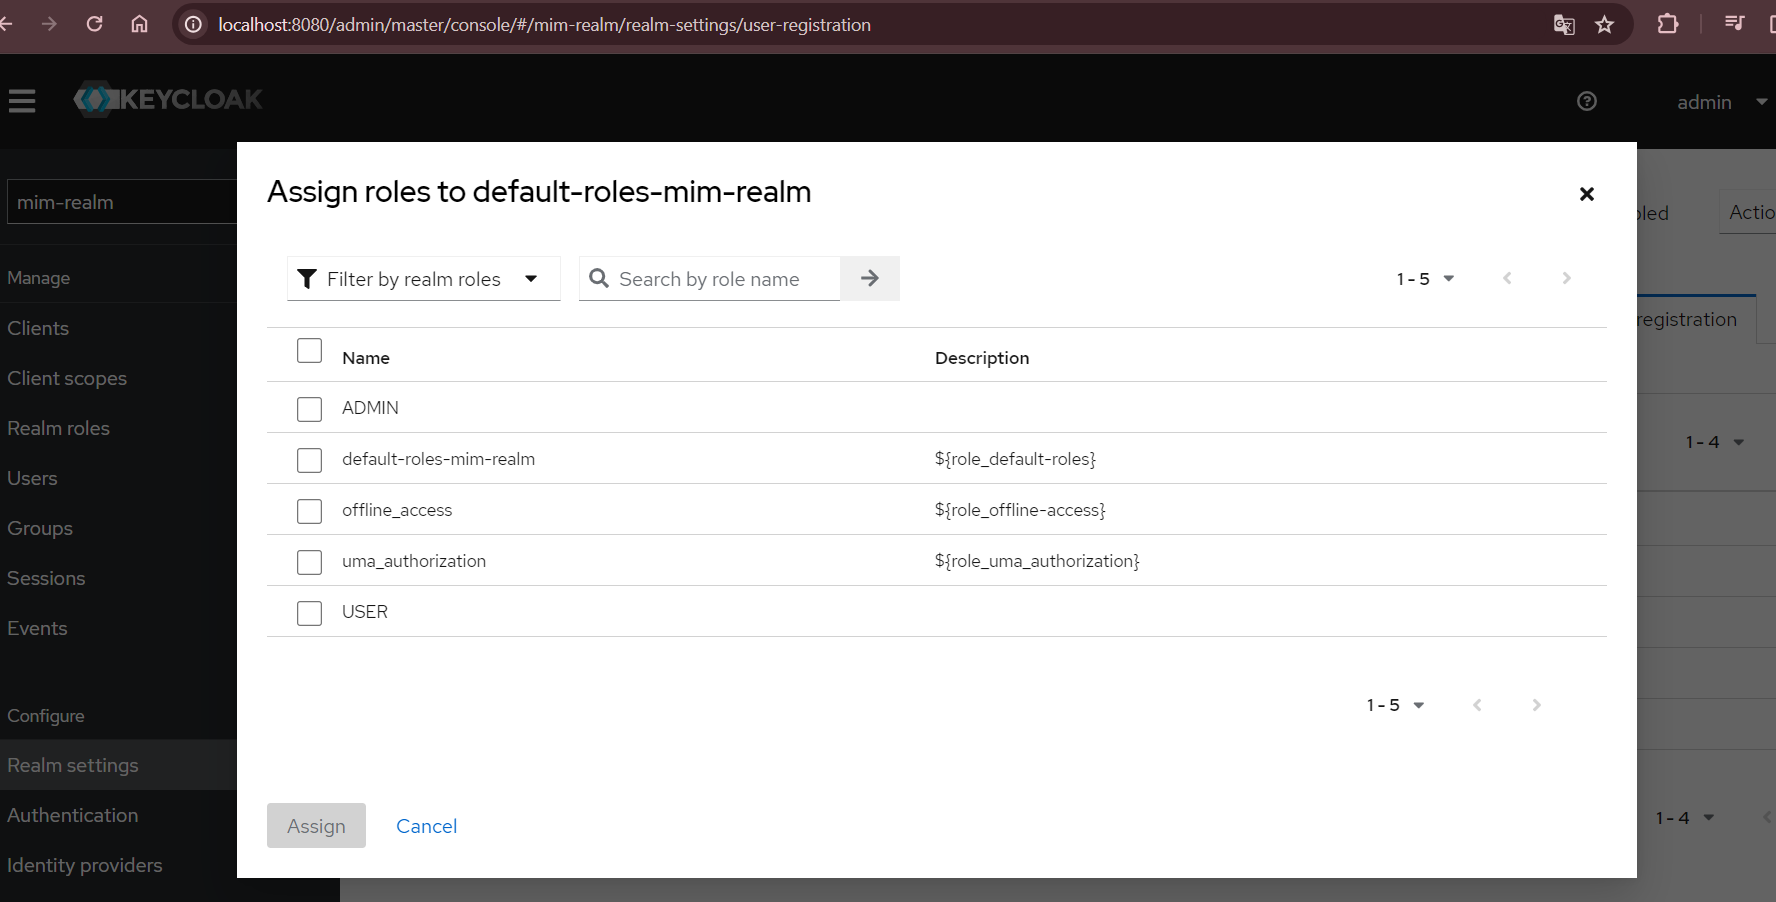 localhost:8080/admin/master/console/#/mim-realm/realm-settings/user-registration
KEYCLOAK
admin
mim-realm
Manage
Clients
Client scopes
Realm roles
Users
Groups
Sessions
Events
Configure
Realm settings
Authentication
Identity providers
Assign roles to default-roles-mim-realm
Filter by realm roles
Search by role name
1 - 5
Name Description
ADMIN
default-roles-mim-realm ${role_default-roles}
offline_access ${role_offline-access}
uma_authorization ${role_uma_authorization}
USER
1 - 5
Assign Cancel
registration
1 - 4
1 - 4